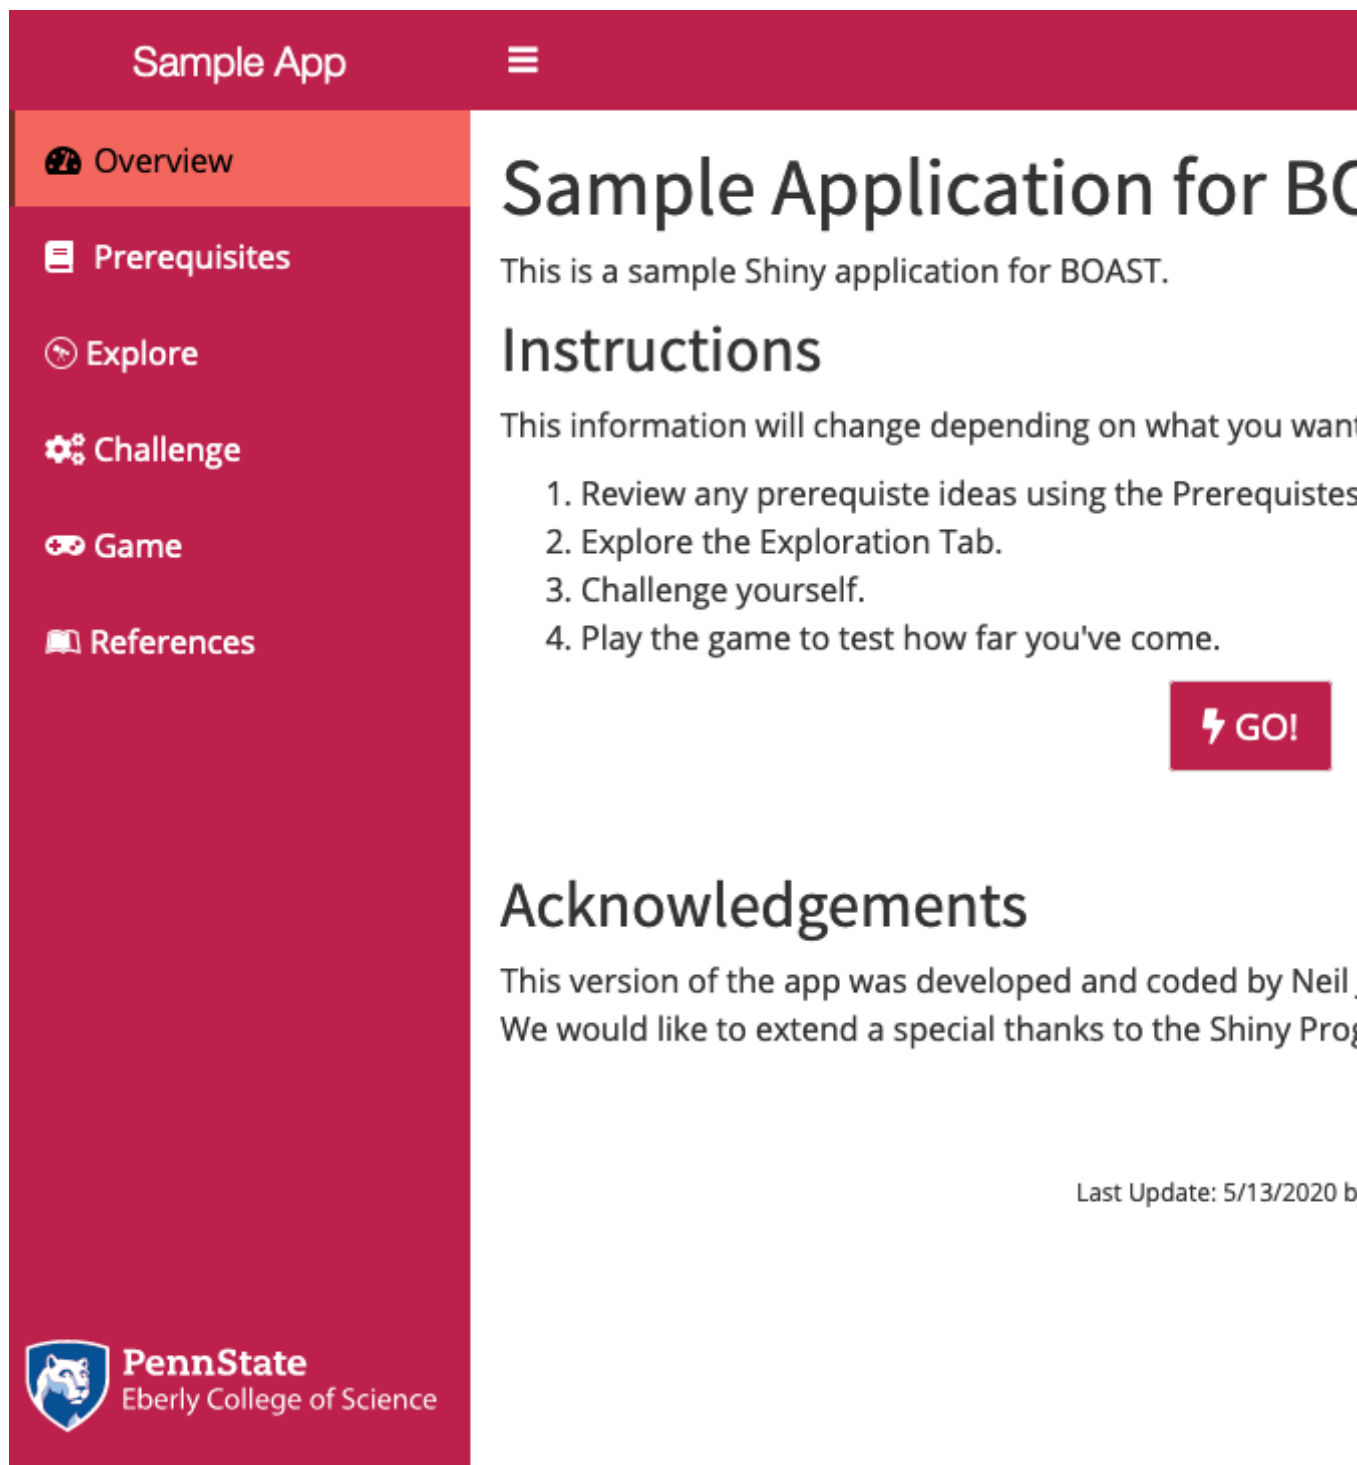 Sample App
Overview
Prerequisites
Explore
Challenge
Game
References
PennState
Eberly College of Science
Sample Application for
This is a sample Shiny application for BOAST.
Instructions
This information will change depending on what you want
1. Review any prerequiste ideas using the Prerequistes
2. Explore the Exploration Tab.
3. Challenge yourself.
4. Play the game to test how far you've come.
GO!
Acknowledgements
This version of the app was developed and coded by Neil
We would like to extend a special thanks to the Shiny
Last Update: 5/13/2020